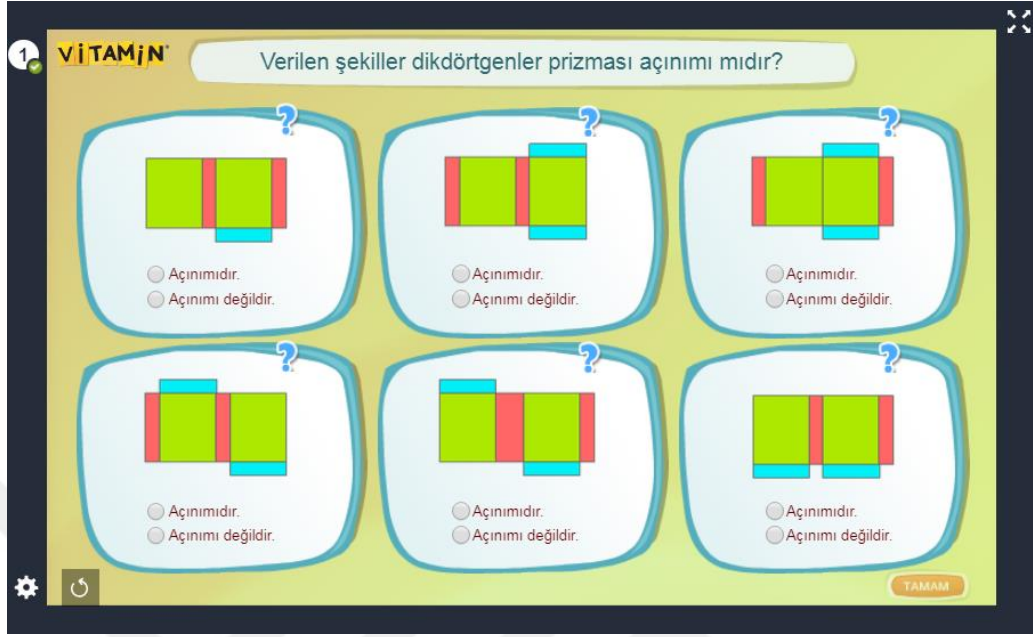 1
VİTAMİN
Verilen şekiller dikdörtgenler prizması açınımı mıdır?
?
?
?
Açınımıdır.
Açınımı değildir.
Açınımıdır.
Açınımı değildir.
Açınımıdır.
Açınımı değildir.
?
?
?
Açınımıdır.
Açınımı değildir.
Açınımıdır.
Açınımı değildir.
Açınımıdır.
Açınımı değildir.
TAMAM